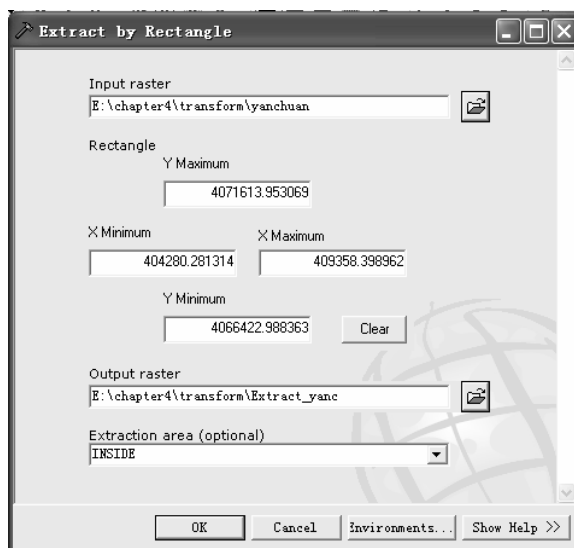 Extract by Rectangle
Input raster
E:\chapter4\transform\yanchuan
Rectangle
Y Maximum
4071613.953069
X Minimum
X Maximum
404280.281314
409358.398962
Y Minimum
4066422.988363
Clear
Output raster
E:\chapter4\transform\Extract_yanc
Extraction area (optional)
INSIDE
OK
Cancel
Environments...
Show Help >>